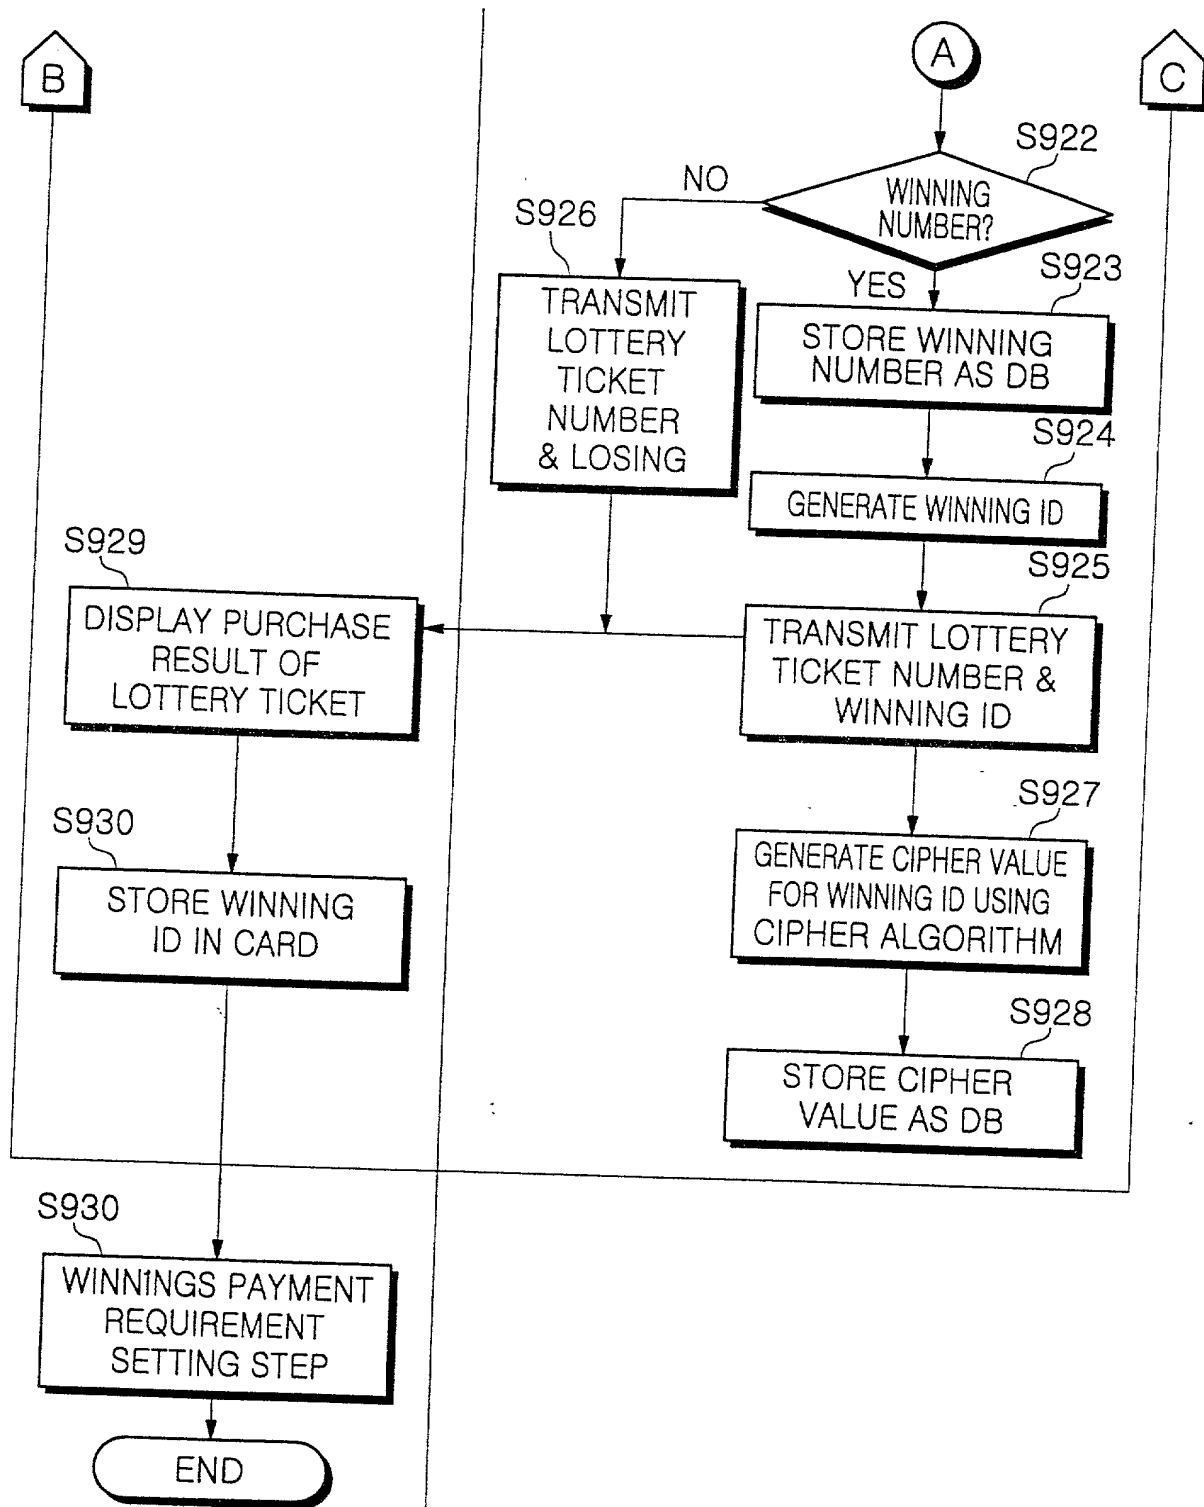 B
A
C
S922
WINNING
NUMBER?
NO
YES
S926
TRANSMIT
LOTTERY
TICKET
NUMBER
& LOSING
S923
STORE WINNING
NUMBER AS DB
S924
GENERATE WINNING ID
S925
TRANSMIT LOTTERY
TICKET NUMBER &
WINNING ID
S929
DISPLAY PURCHASE
RESULT OF
LOTTERY TICKET
S927
GENERATE CIPHER VALUE
FOR WINNING ID USING
CIPHER ALGORITHM
S930
STORE WINNING
ID IN CARD
S928
STORE CIPHER
VALUE AS DB
S930
WINNINGS PAYMENT
REQUIREMENT
SETTING STEP
END